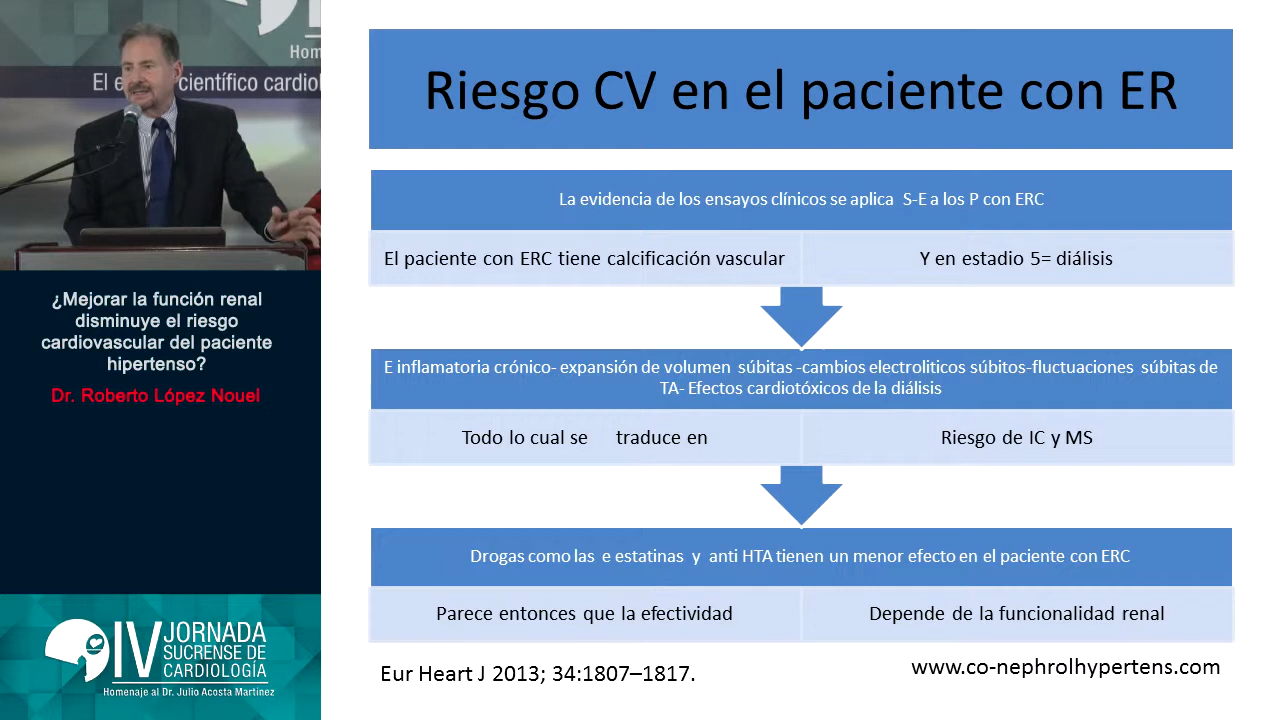 IV
Hom
El e científico cardiol
¿Mejorar la función renal
disminuye el riesgo
cardiovascular del paciente
hipertenso?
Dr. Roberto López Nouel
IV JORNADA
SUCRENSE DE
CARDIOLOGÍA
Homenaje al Dr. Julio Acosta Martínez
Riesgo CV en el paciente con ER
La evidencia de los ensayos clínicos se aplica S-E a los P con ERC
El paciente con ERC tiene calcificación vascular
Y en estadio 5= diálisis
E inflamatoria crónico- expansión de volumen súbitas -cambios electroliticos súbitos-fluctuaciones súbitas de
TA- Efectos cardiotóxicos de la diálisis
Todo lo cual se traduce en
Riesgo de IC y MS
Drogas como las e estatinas y anti HTA tienen un menor efecto en el paciente con ERC
Parece entonces que la efectividad
Depende de la funcionalidad renal
Eur Heart J 2013; 34:1807–1817.
www.co-nephrolhypertens.com